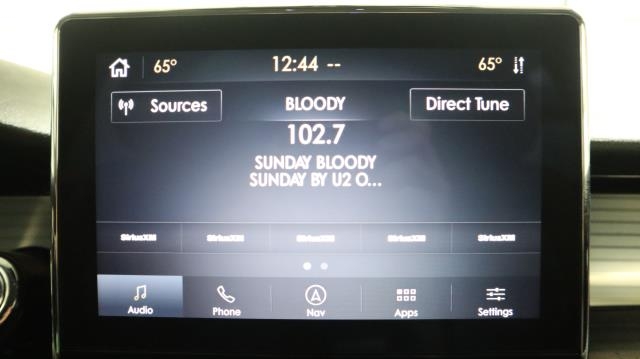 65° 12:44 -- 65°
Sources BLOODY Direct Tune
102.7
SUNDAY BLOODY
SUNDAY BY U2 O...
SiriusXM SiriusXM SiriusXM SiriusXM SiriusXM
Audio Phone Nav Apps Settings